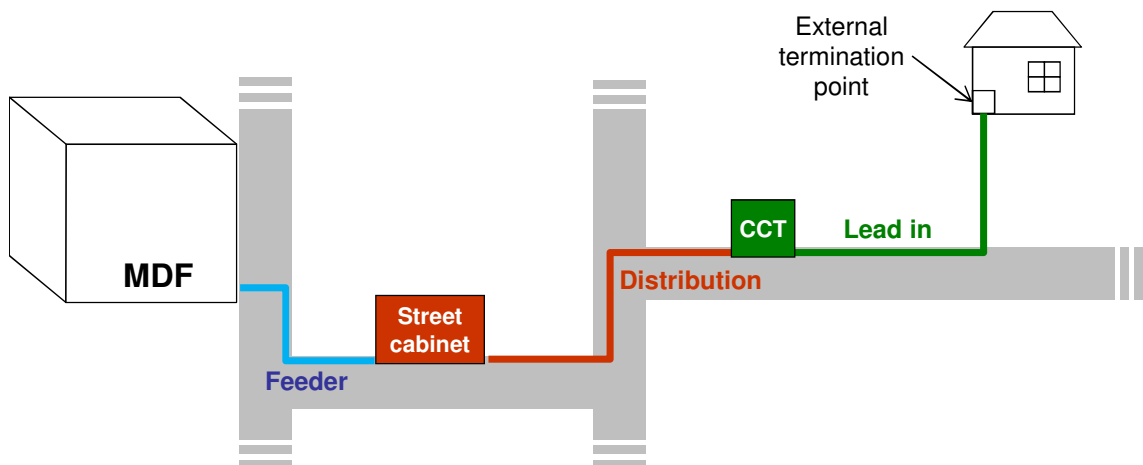 External
termination
point
MDF
Feeder
Street
cabinet
Distribution
CCT
Lead in